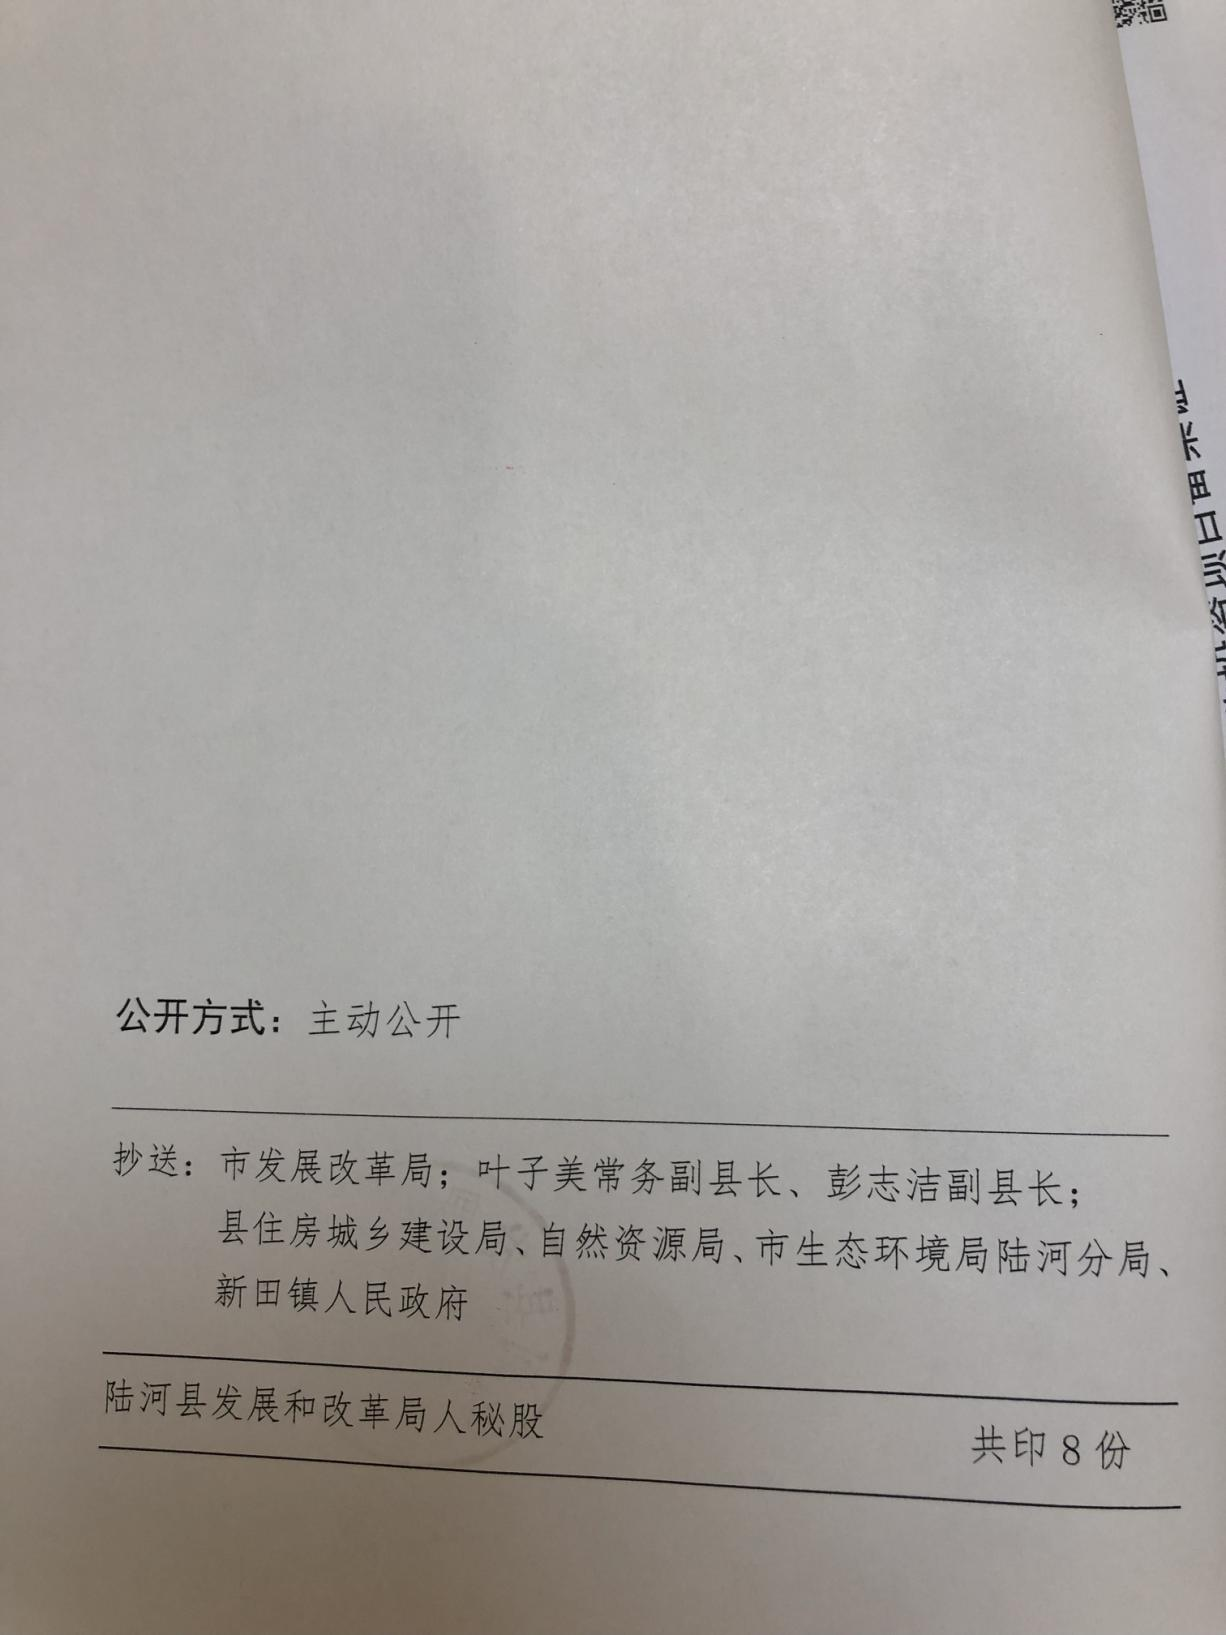 公开方式：主动公开
抄送：市发展改革局；叶子美常务副县长、彭志洁副县长；
县住房城乡建设局、自然资源局、市生态环境局陆河分局、
新田镇人民政府
陆河县发展和改革局人秘股
共印8份